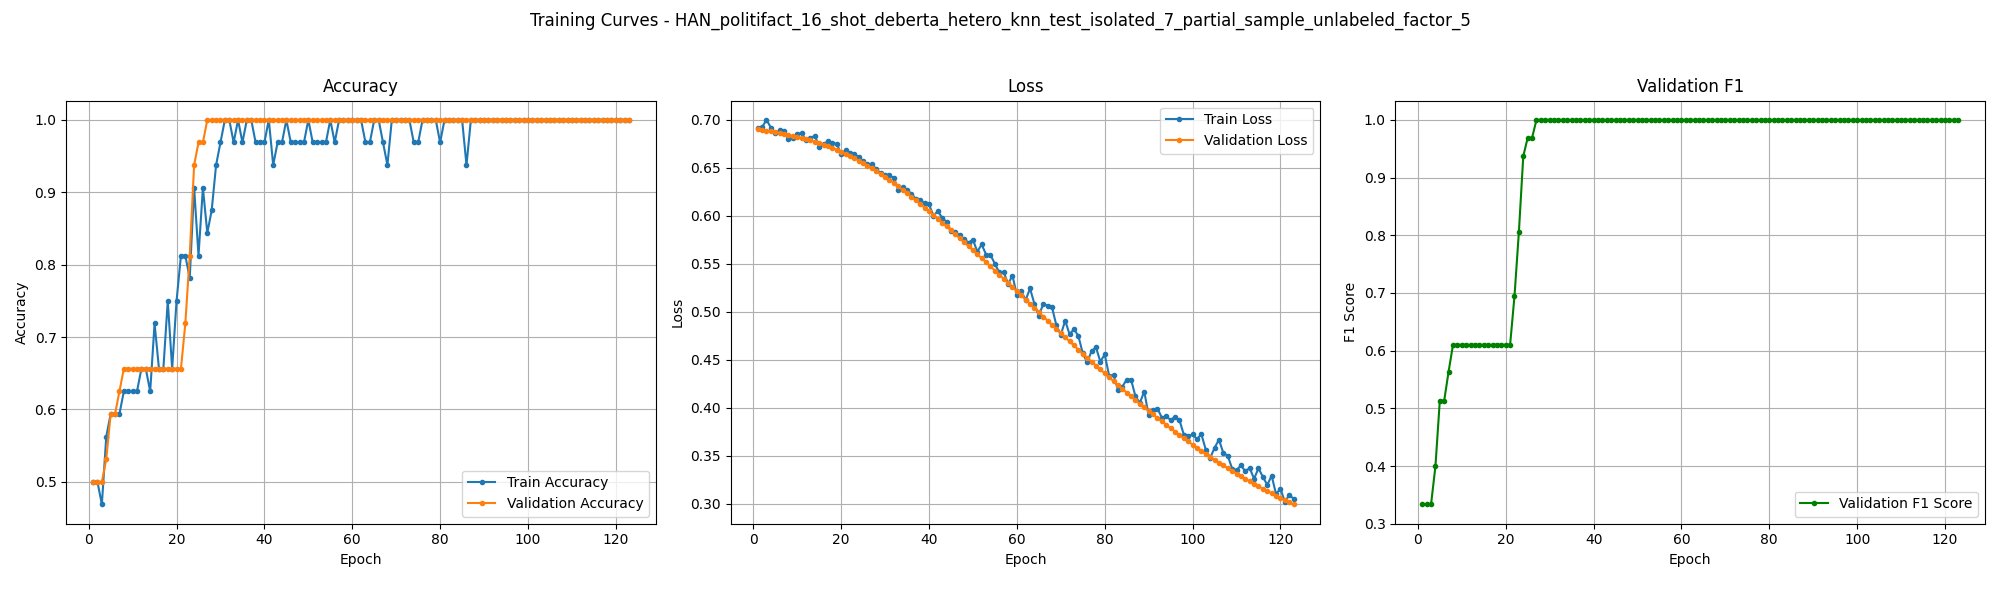 Training Curves - HAN_politifact_16_shot_deberta_hetero_knn_test_isolated_7_partial_sample_unlabeled_factor_5
Accuracy
1.0
0.9
0.8
0.7
0.6
0.5
Accuracy
0 20 40 60 80 100 120
Epoch
Train Accuracy
Validation Accuracy
Loss
0.70
0.65
0.60
0.55
0.50
0.45
0.40
0.35
0.30
Loss
0 20 40 60 80 100 120
Epoch
Train Loss
Validation Loss
Validation F1
1.0
0.9
0.8
0.7
0.6
0.5
0.4
0.3
F1 Score
0 20 40 60 80 100 120
Epoch
Validation F1 Score